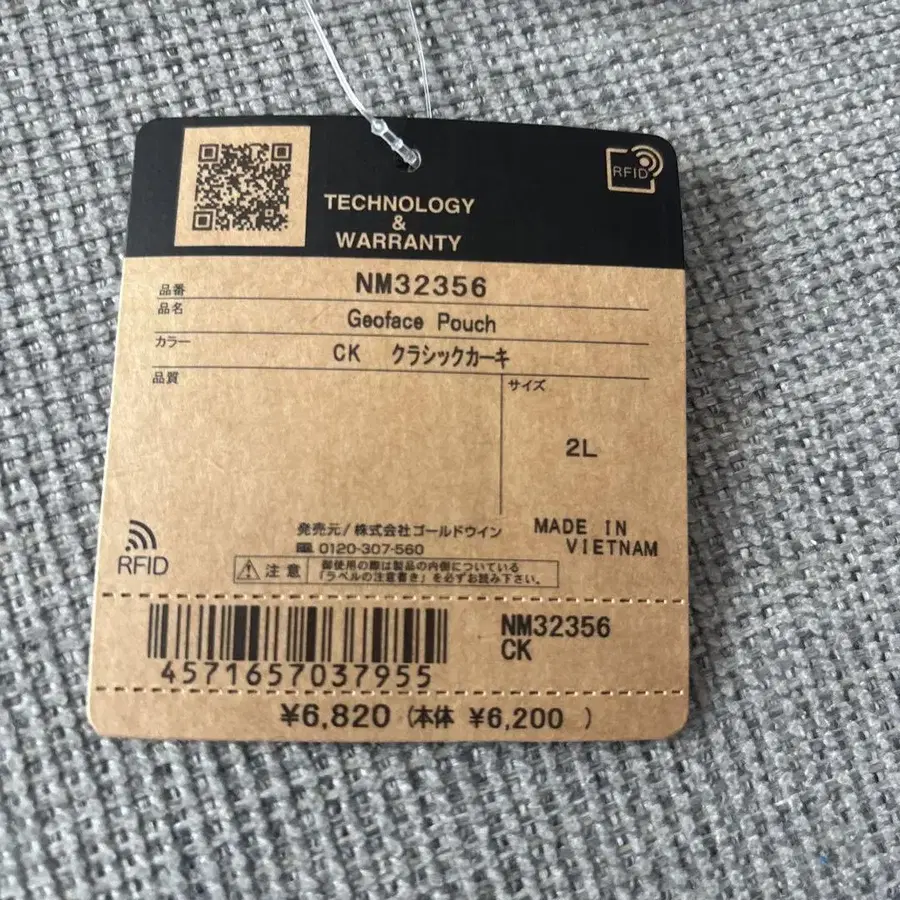 TECHNOLOGY
&
WARRANTY
RFID
品番 NM32356
品名 Geoface Pouch
カラー CK クラシックカーキ
品質
サイズ
2L
発売元/株式会社ゴールドウイン
0120-307-560
MADE IN
VIETNAM
RFID
注意
御使用の際は製品の内側についている
「ラベルの注意書き」を必ずお読み下さい。
4571657037955
NM32356
CK
¥6,820 (本体 ¥6,200 )